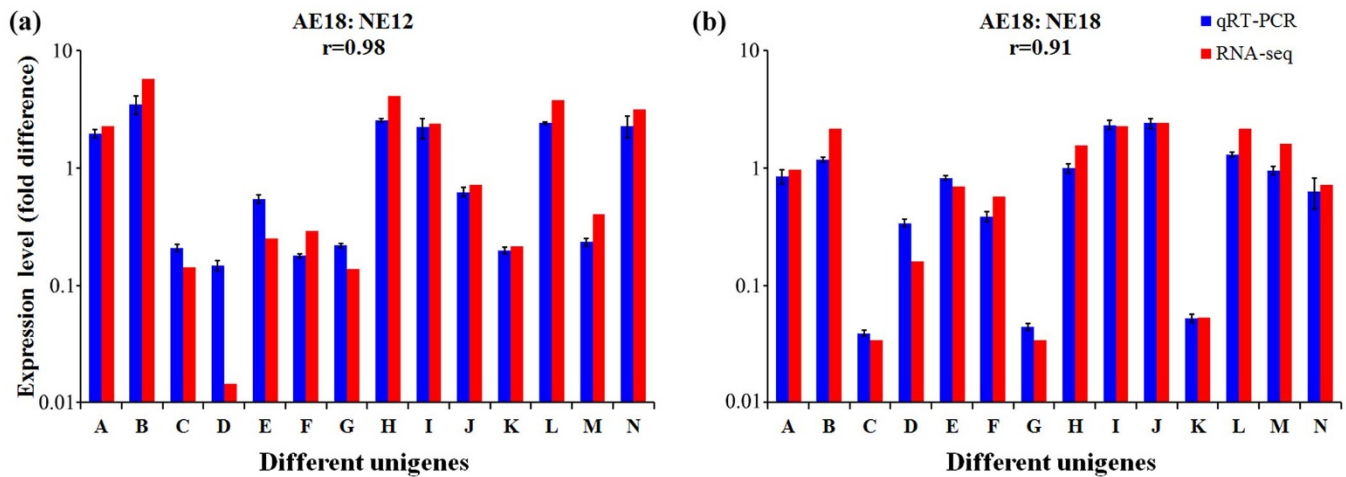 (a)
AE18: NE12
r=0.98
Expression level (fold difference)
10
1
0.1
0.01
A B C D E F G H I J K L M N
Different unigenes
(b)
AE18: NE18
r=0.91
qRT-PCR
RNA-seq
10
1
0.1
0.01
A B C D E F G H I J K L M N
Different unigenes